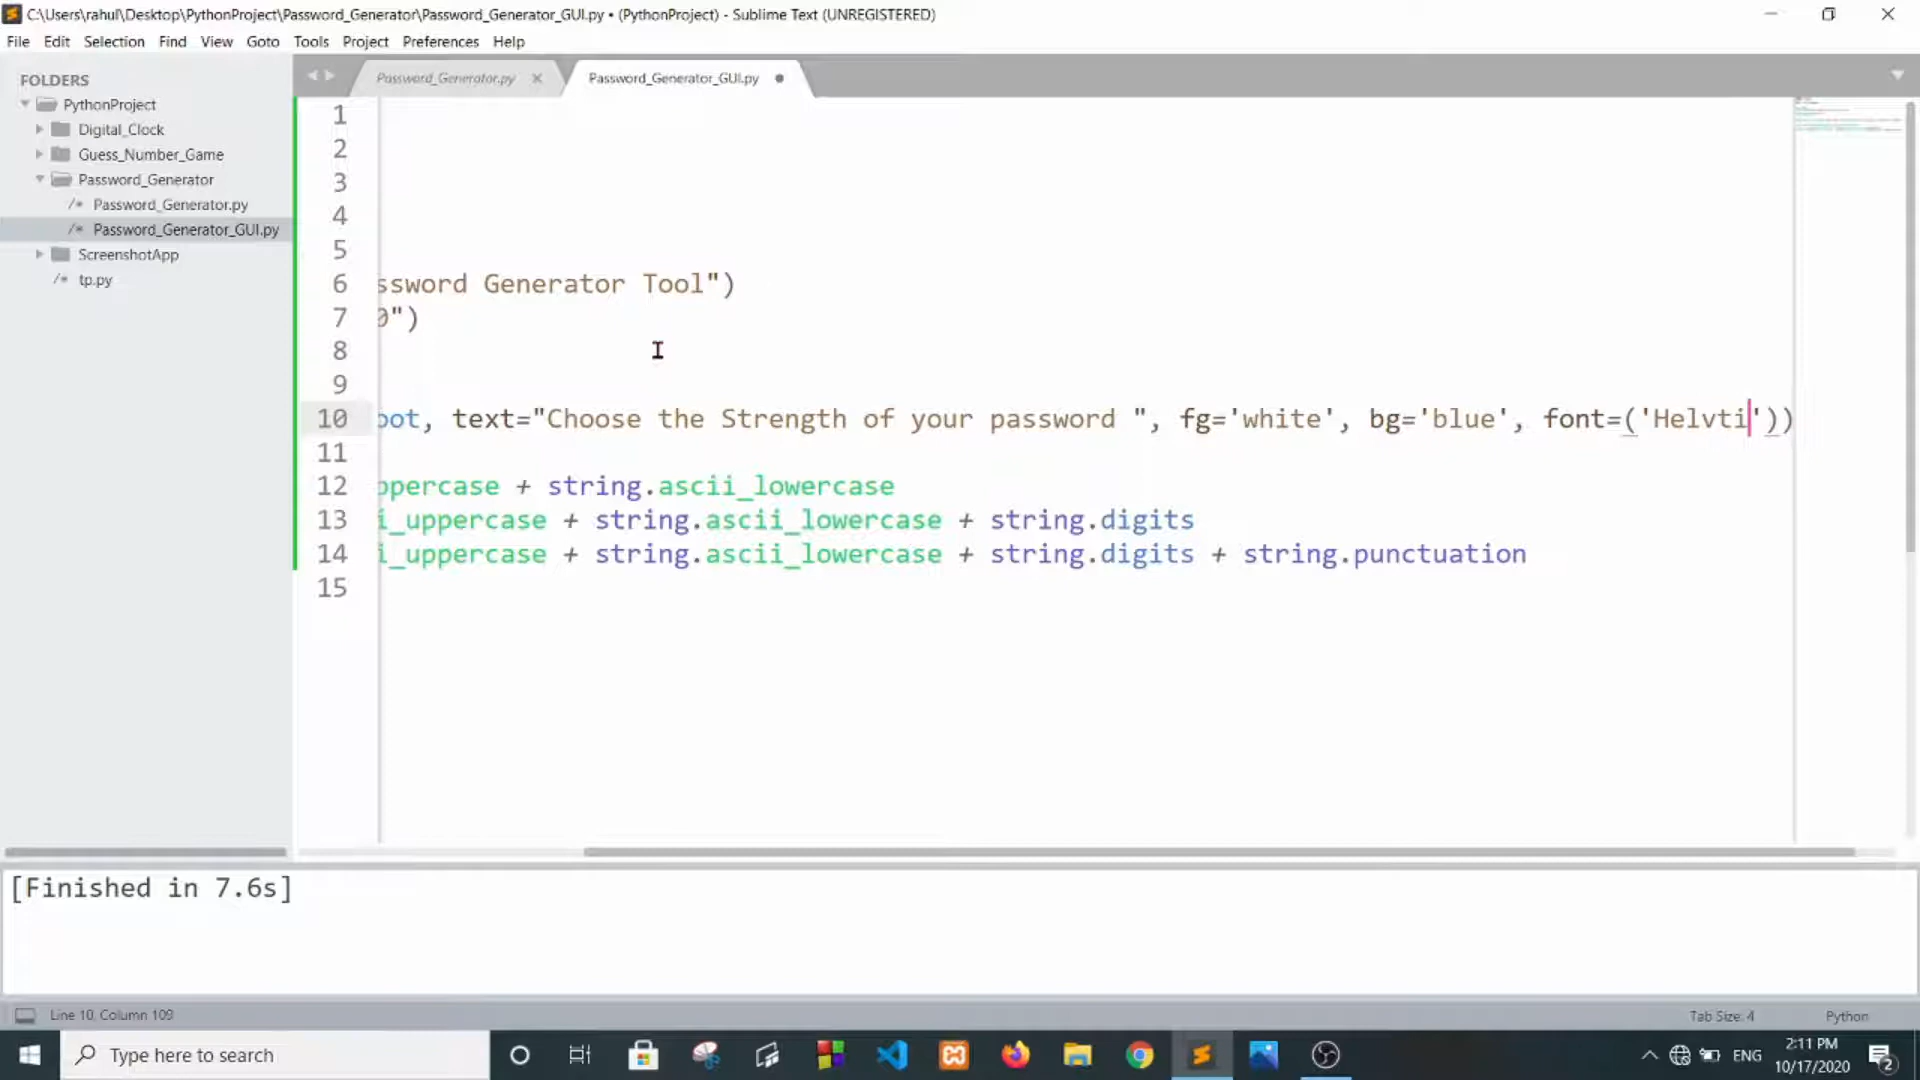 C:\Users\rahul\Desktop\PythonProject\Password_Generator\Password_Generator_GUI.py • (PythonProject) - Sublime Text (UNREGISTERED)
File Edit Selection Find View Goto Tools Project Preferences Help
FOLDERS
PythonProject
Digital_Clock
Guess_Number_Game
Password_Generator
/* Password_Generator.py
/* Password_Generator_GUI.py
ScreenshotApp
/* tp.py
Password_Generator.py Password_Generator_GUI.py
1
2
3
4
5
6 ssword Generator Tool")
7 0")
8
9
10 oot, text="Choose the Strength of your password ", fg='white', bg='blue', font=('Helvti'))
11
12 ppercase + string.ascii_lowercase
13 i_uppercase + string.ascii_lowercase + string.digits
14 i_uppercase + string.ascii_lowercase + string.digits + string.punctuation
15
[Finished in 7.6s]
Line 10, Column 109 Tab Size: 4 Python
Type here to search
ENG 2:11 PM
10/17/2020
2